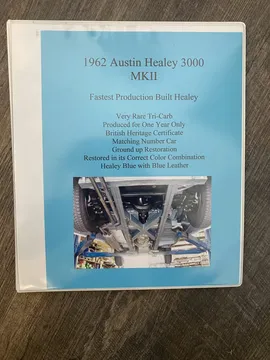 1962 Austin Healey 3000
MKII
Fastest Production Built Healey
Very Rare Tri-Carb
Produced for One Year Only
British Heritage Certificate
Matching Number Car
Ground up Restoration
Restored in its Correct Color Combination
Healey Blue with Blue Leather